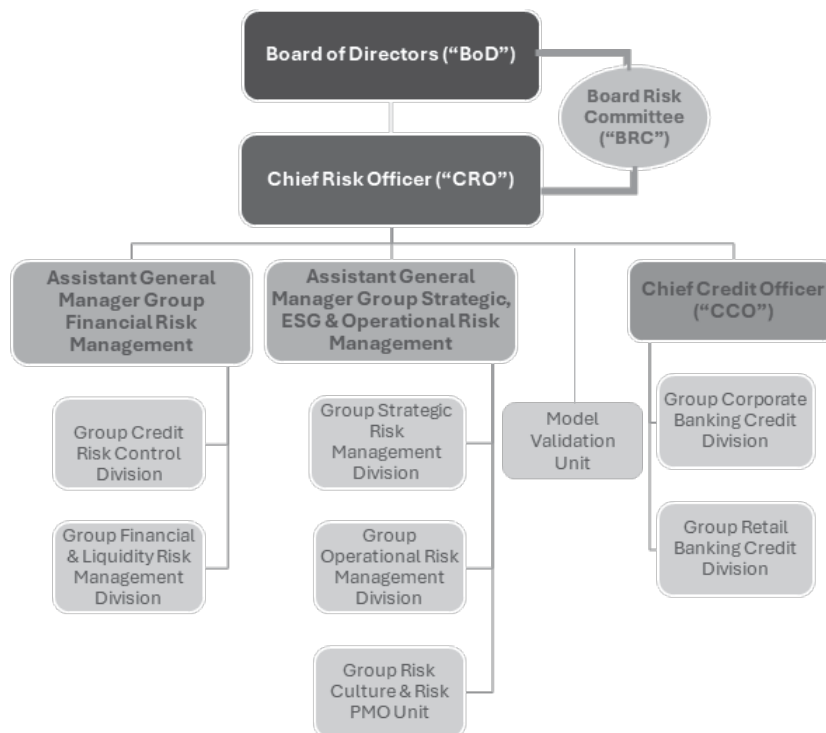 Board of Directors (“BoD”)
Board Risk
Committee
(“BRC”)
Chief Risk Officer (“CRO”)
Assistant General
Manager Group
Financial Risk
Management
Assistant General
Manager Group Strategic,
ESG & Operational Risk
Management
Chief Credit Officer
(“CCO”)
Group Credit
Risk Control
Division
Group Financial
& Liquidity Risk
Management
Division
Group Strategic
Risk
Management
Division
Group
Operational Risk
Management
Division
Group Risk
Culture & Risk
PMO Unit
Model
Validation
Unit
Group Corporate
Banking Credit
Division
Group Retail
Banking Credit
Division